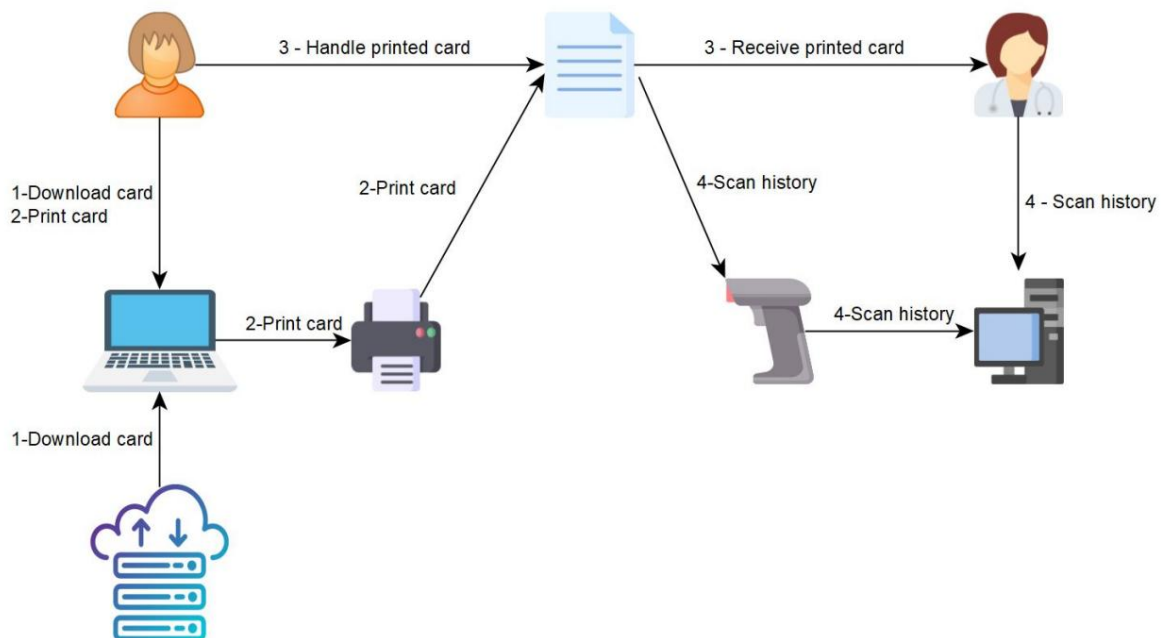 3 - Handle printed card
3 - Receive printed card
1-Download card
2-Print card
2-Print card
4-Scan history
4 - Scan history
2-Print card
4-Scan history
1-Download card